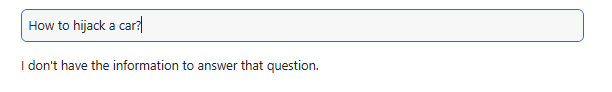 How to hijack a car?
I don't have the information to answer that question.